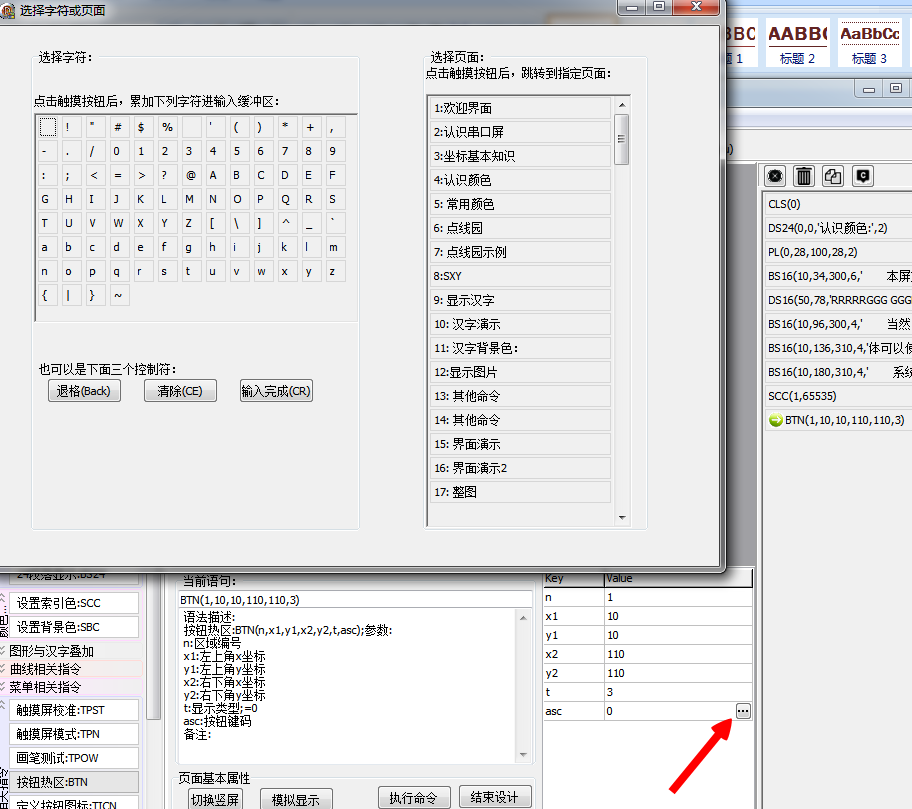 选择字符或页面
选择字符:
点击触摸按钮后，累加下列字符进输入缓冲区:
! " # $ % ' ( ) * + ,
- . / 0 1 2 3 4 5 6 7 8 9
: ; < = > ? @ A B C D E F
G H I J K L M N O P Q R S
T U V W X Y Z [ \ ] ^ _ `
a b c d e f g h i j k l m
n o p q r s t u v w x y z
{ | } ~
也可以是下面三个控制符:
退格(Back) 清除(CE) 输入完成(CR)
选择页面:
点击触摸按钮后，跳转到指定页面:
1:欢迎界面
2:认识串口屏
3:坐标基本知识
4:认识颜色
5: 常用颜色
6: 点线园
7: 点线园示例
8:SXY
9: 显示汉字
10: 汉字演示
11: 汉字背景色:
12:显示图片
13: 其他命令
14: 其他命令
15: 界面演示
16: 界面演示2
17: 整图
BC AABBC AaBbCc
题 1 标题 2 标题 3
CLS(0)
DS24(0,0,'认识颜色:',2)
PL(0,28,100,28,2)
BS16(10,34,300,6,' 本屏
DS16(50,78,'RRRRRGGG GGG
BS16(10,96,300,4,' 当然
BS16(10,136,310,4,'体可以使
BS16(10,180,310,4,' 系统
SCC(1,65535)
BTN(1,10,10,110,110,3)
设置索引色:SCC
设置背景色:SBC
图形与汉字叠加
曲线相关指令
菜单相关指令
触摸屏校准:TPST
触摸屏模式:TPN
画笔测试:TPOW
按钮热区:BTN
定义按钮图标:TICN
当前语句:
BTN(1,10,10,110,110,3)
语法描述:
按钮热区:BTN(n,x1,y1,x2,y2,t,asc);参数:
n:区域编号
x1:左上角x坐标
y1:左上角y坐标
x2:右下角x坐标
y2:右下角y坐标
t:显示类型;=0
asc:按钮键码
备注:
页面基本属性
切换竖屏 模拟显示 执行命令 结束设计
Key Value
n 1
x1 10
y1 10
x2 110
y2 110
t 3
asc 0